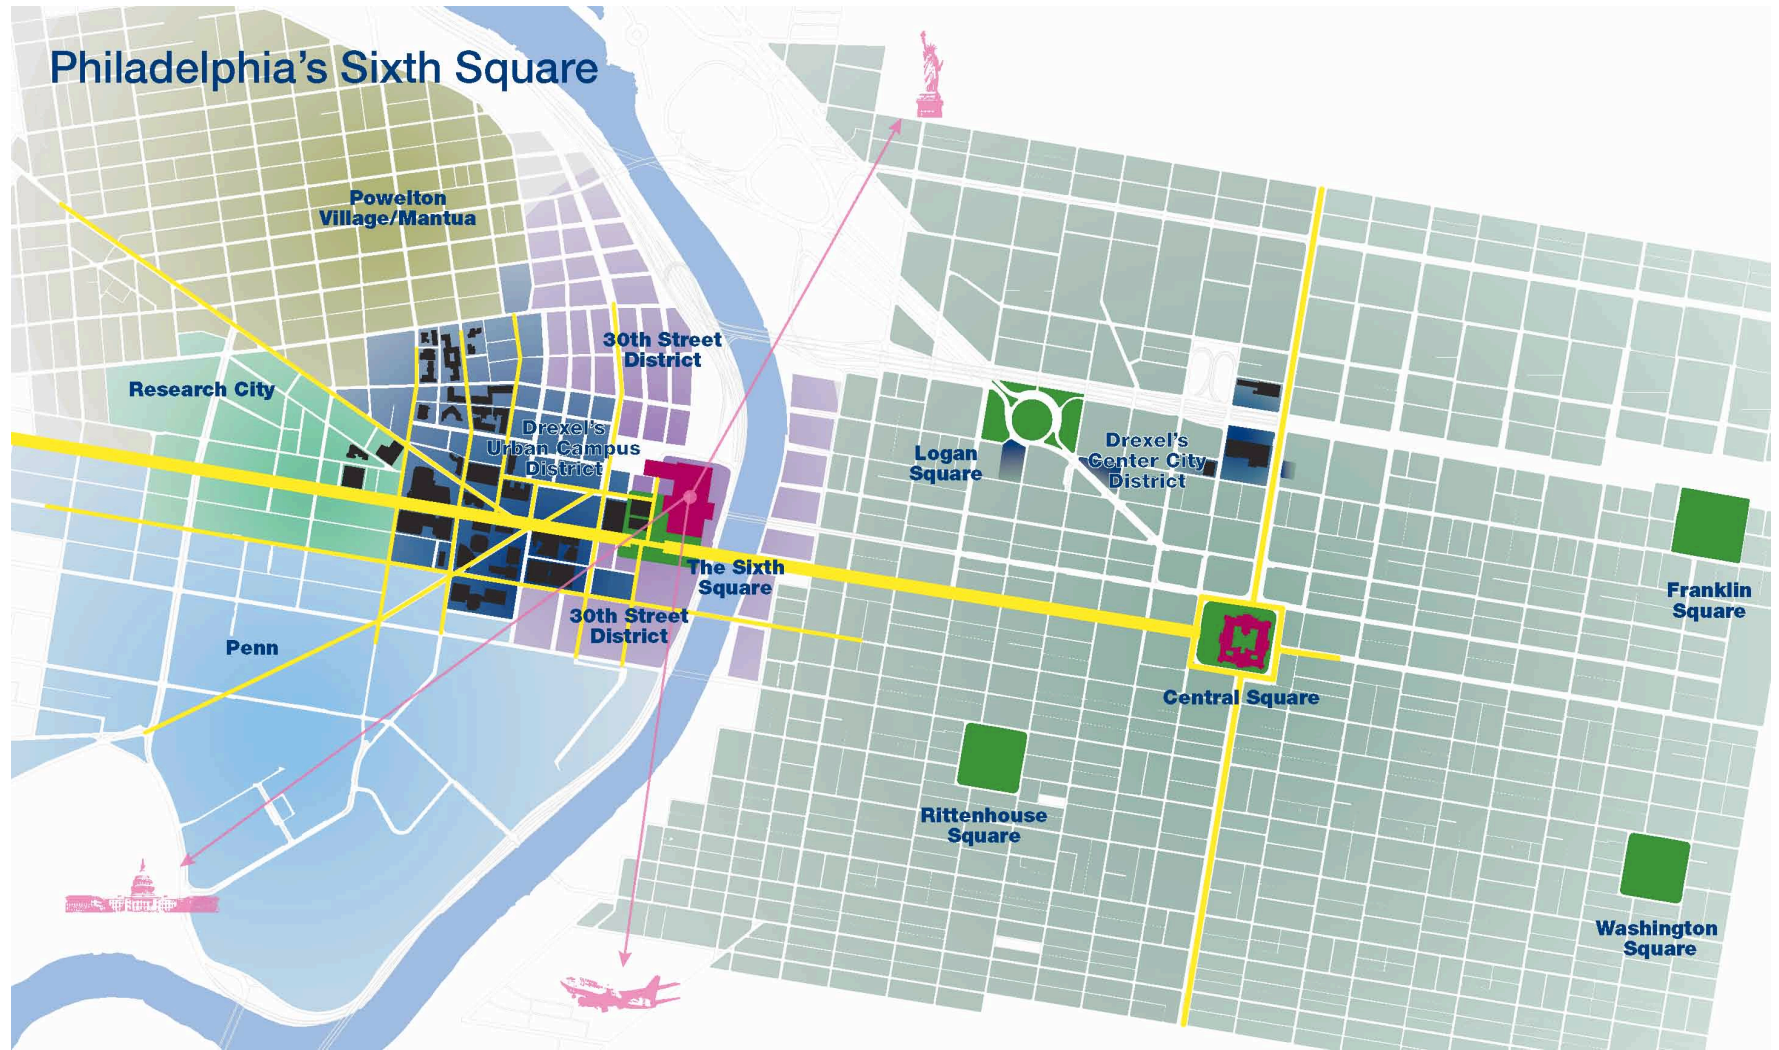 Philadelphia's Sixth Square
Powelton
Village/Mantua
30th Street
District
Research City
Drexel's
Urban Campus
District
Logan
Square
Drexel's
Center City
District
The Sixth
Square
Franklin
Square
30th Street
District
Penn
Central Square
Rittenhouse
Square
Washington
Square